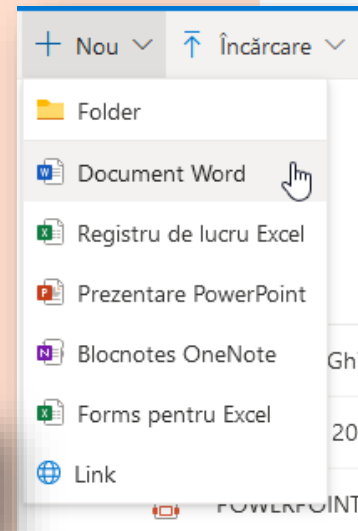 Nou Încărcare
Folder
Document Word
Registru de lucru Excel
Prezentare PowerPoint
Blocnotes OneNote
Forms pentru Excel
Link